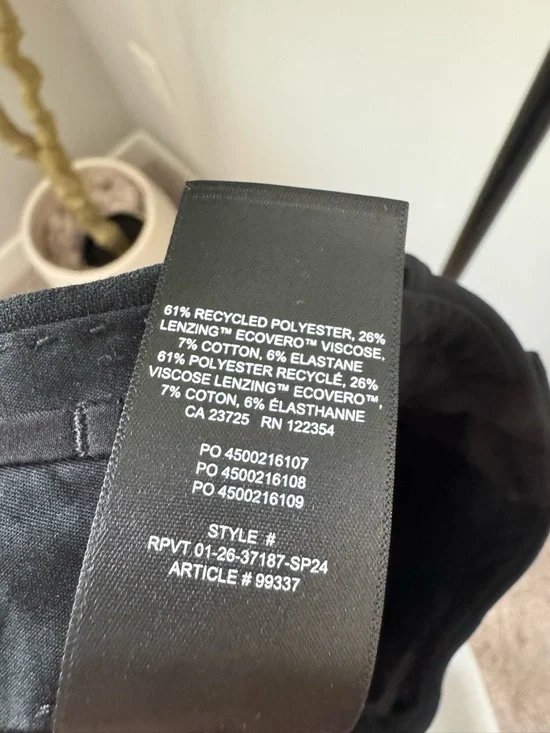 61% RECYCLED POLYESTER, 26%
LENZING™ ECOVERO™ VISCOSE,
7% COTTON, 6% ELASTANE
61% POLYESTER RECYCLÉ, 26%
VISCOSE LENZING™ ECOVERO™,
7% COTON, 6% ÉLASTHANNE
CA 23725 RN 122354
PO 4500216107
PO 4500216108
PO 4500216109
STYLE #
RPVT 01-26-37187-SP24
ARTICLE # 99337